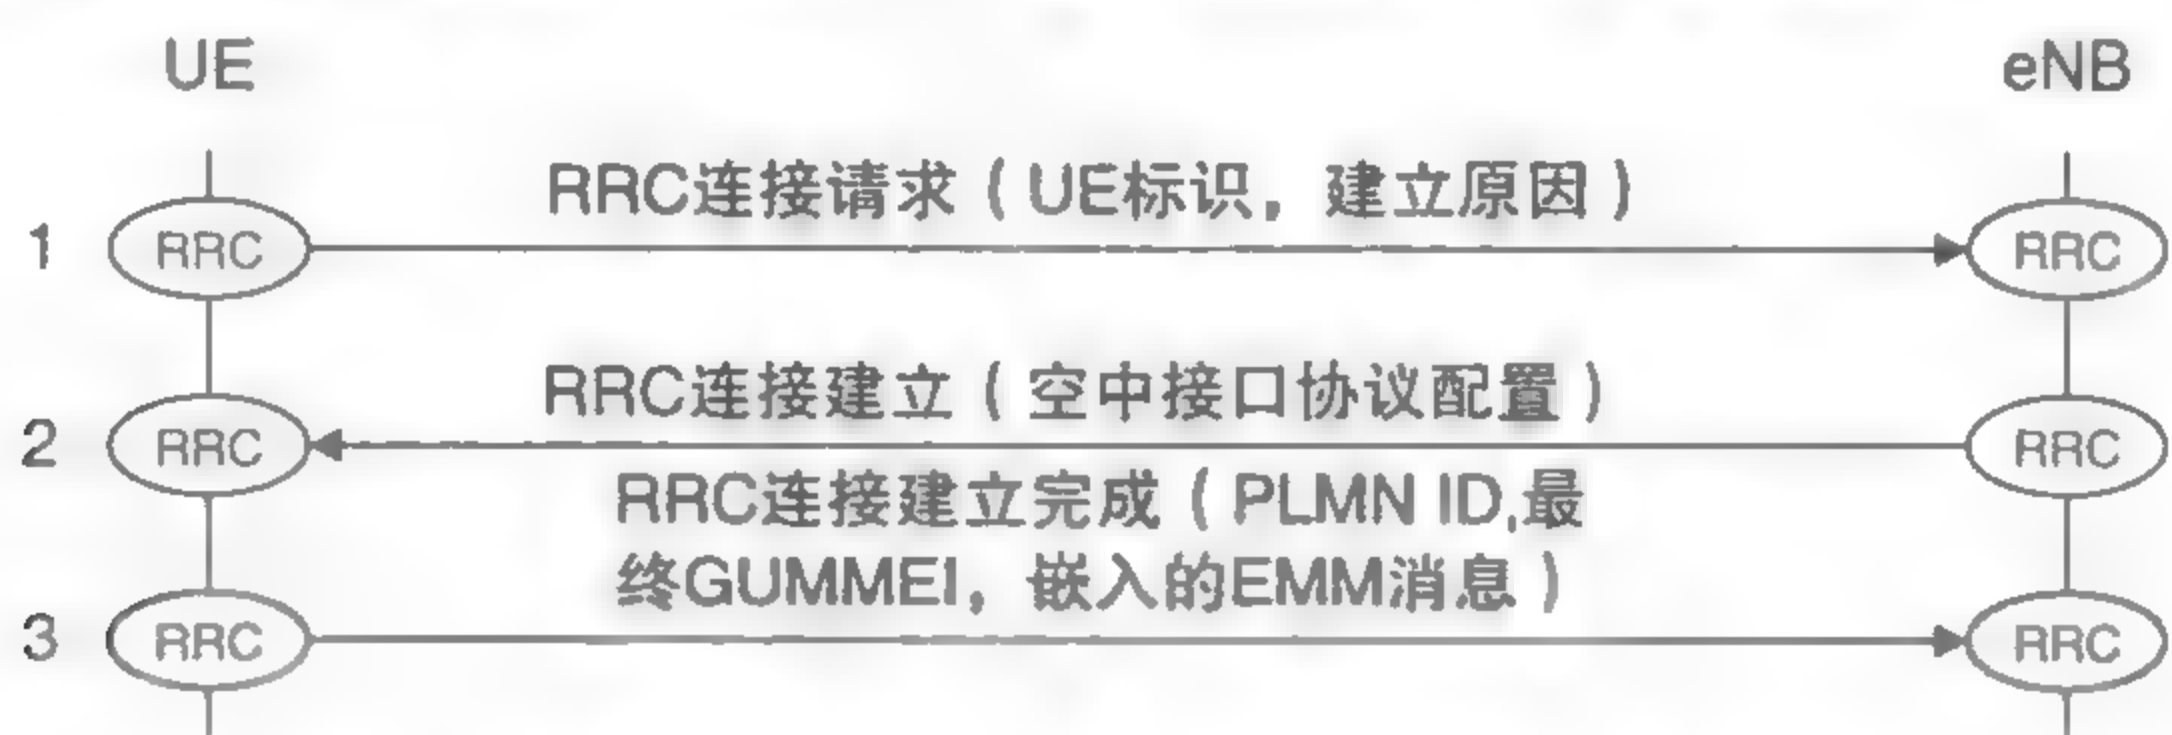 UE
eNB
RRC连接请求（UE标识，建立原因）
1
RRC
RRC
RRC连接建立（空中接口协议配置）
2
RRC
RRC
RRC连接建立完成（PLMN ID,最
终GUMMEI，嵌入的EMM消息）
3
RRC
RRC